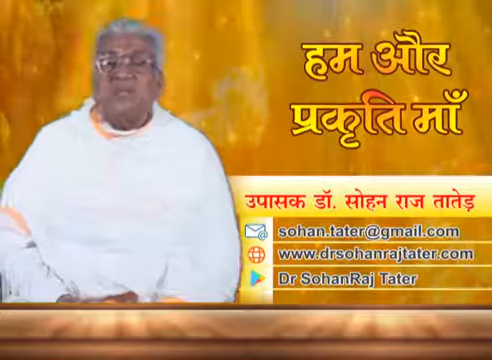 हम और
प्रकृति माँ
उपासक डॉ. सोहन राज तातेड़
sohan.tater@gmail.com
www.drsohanrajtater.com
Dr SohanRaj Tater